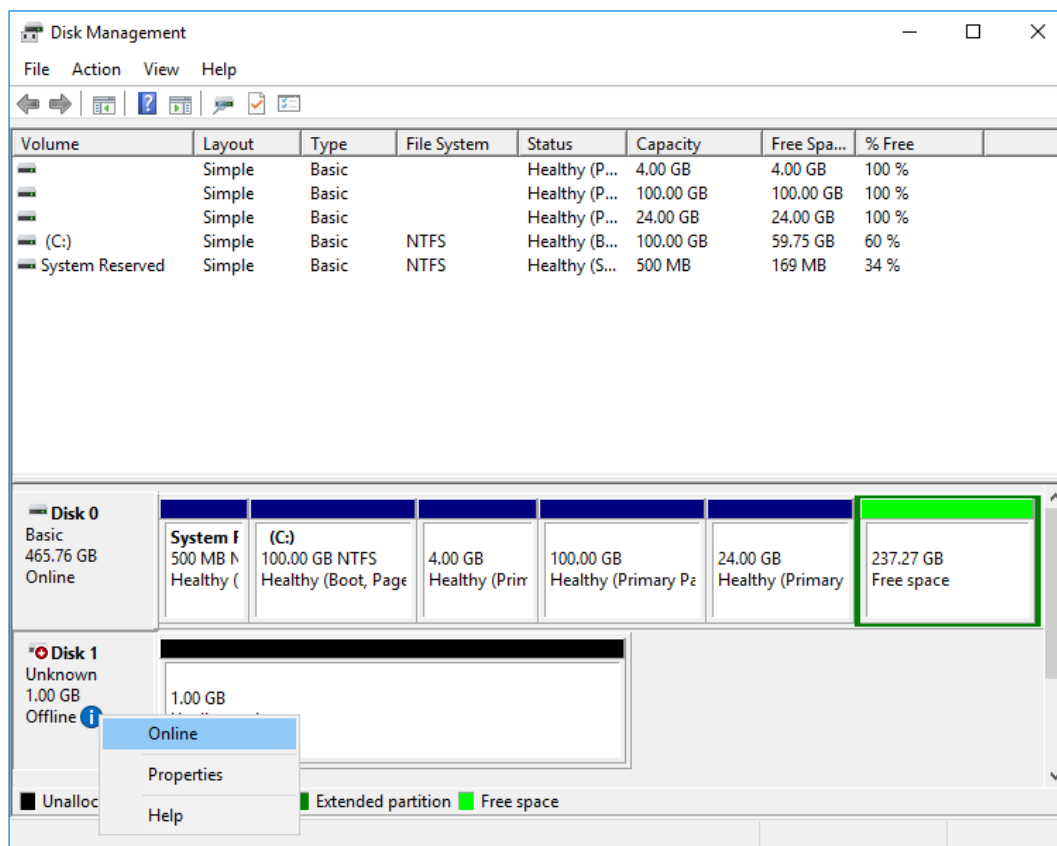 Disk Management
File Action View Help
Volume Layout Type File System Status Capacity Free Spa... % Free
Simple Basic Healthy (P... 4.00 GB 4.00 GB 100 %
Simple Basic Healthy (P... 100.00 GB 100.00 GB 100 %
Simple Basic Healthy (P... 24.00 GB 24.00 GB 100 %
(C:) Simple Basic NTFS Healthy (B... 100.00 GB 59.75 GB 60 %
System Reserved Simple Basic NTFS Healthy (S... 500 MB 169 MB 34 %
Disk 0
Basic
465.76 GB
Online
System
500 MB
Healthy (
(C:)
100.00 GB NTFS
Healthy (Boot, Page
4.00 GB
Healthy (Prim
100.00 GB
Healthy (Primary Pa
24.00 GB
Healthy (Primary
237.27 GB
Free space
Disk 1
Unknown
1.00 GB
Offline
1.00 GB
Online
Properties
Help
Unalloc
Extended partition
Free space